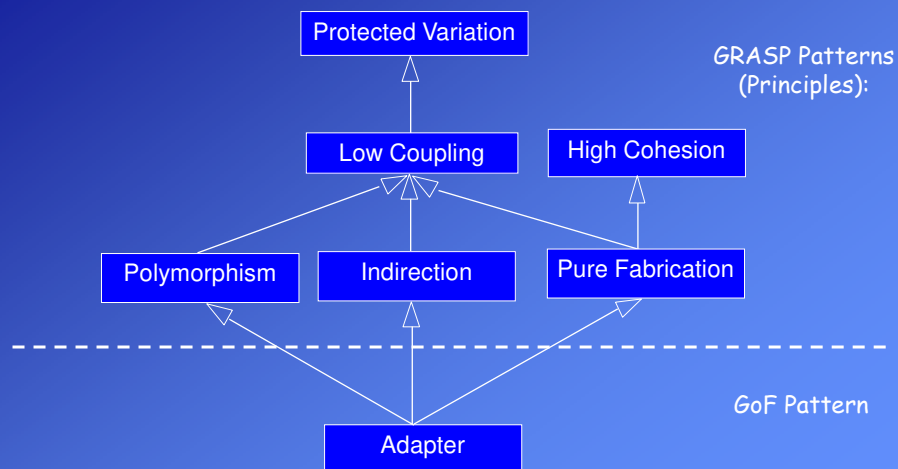 Protected Variation
GRASP Patterns
(Principles):
Low Coupling
High Cohesion
Polymorphism
Indirection
Pure Fabrication
GoF Pattern
Adapter